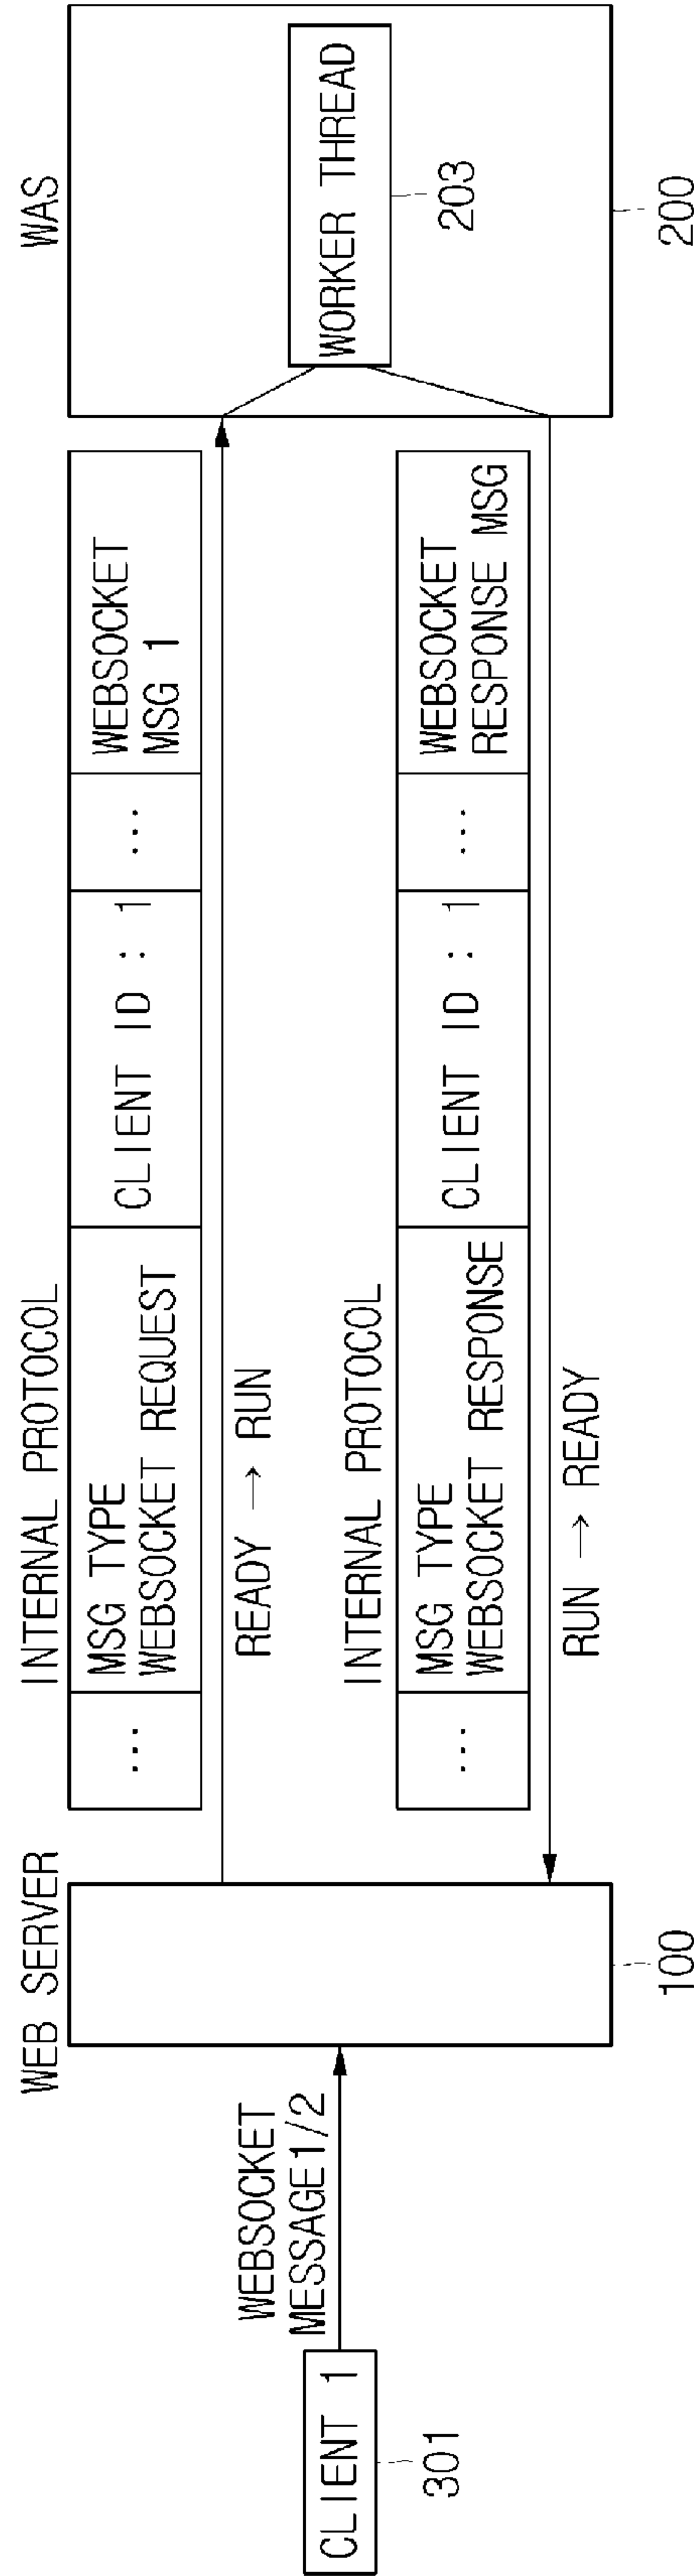 WEB SERVER
INTERNAL PROTOCOL
WAS
...
MSG TYPE
WEBSOCKET REQUEST
CLIENT ID : 1
...
WEBSOCKET
MSG 1
READY → RUN
WEBSOCKET
MESSAGE1/2
CLIENT 1
301
WORKER THREAD
203
INTERNAL PROTOCOL
...
MSG TYPE
WEBSOCKET RESPONSE
CLIENT ID : 1
...
WEBSOCKET
RESPONSE MSG
RUN → READY
100
200